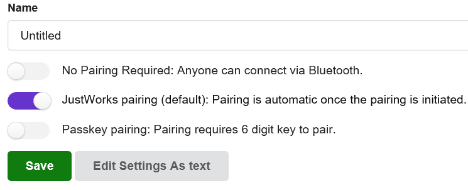 Name
Untitled
No Pairing Required: Anyone can connect via Bluetooth.
JustWorks pairing (default): Pairing is automatic once the pairing is initiated.
Passkey pairing: Pairing requires 6 digit key to pair.
Save Edit Settings As text